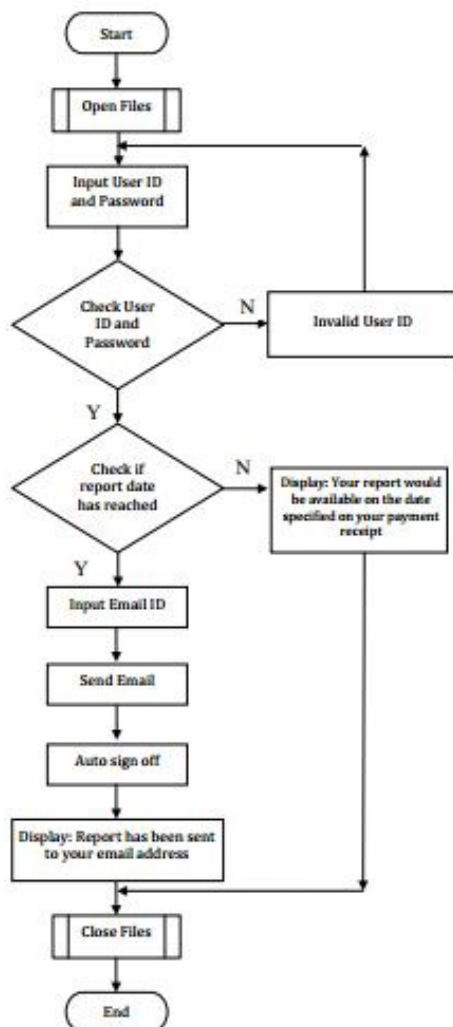 Start
Open Files
Input User ID
and Password
Check User
ID and
Password
N
Invalid User ID
Y
Check if
report date
has reached
N
Display: Your report would
be available on the date
specified on your payment
receipt
Y
Input Email ID
Send Email
Auto sign off
Display: Report has been sent
to your email address
Close Files
End